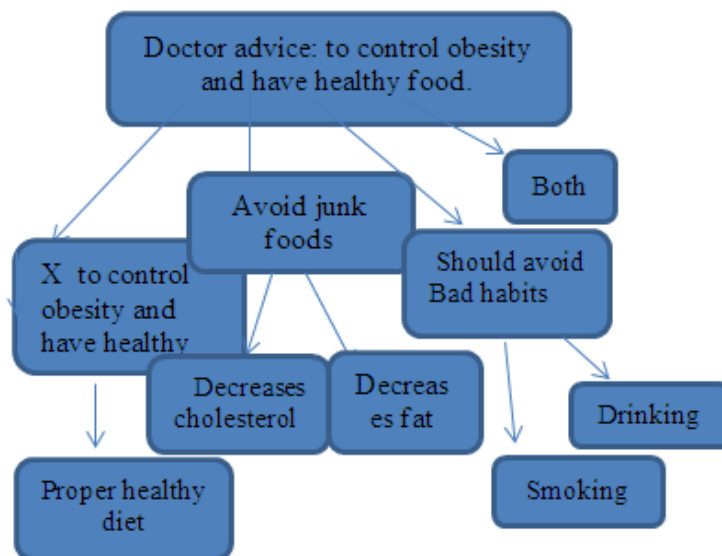 Doctor advice: to control obesity
and have healthy food.
Both
Avoid junk
foods
Should avoid
Bad habits
X to control
obesity and
have healthy
Decreases
cholesterol
Decreas
es fat
Drinking
Proper healthy
diet
Smoking